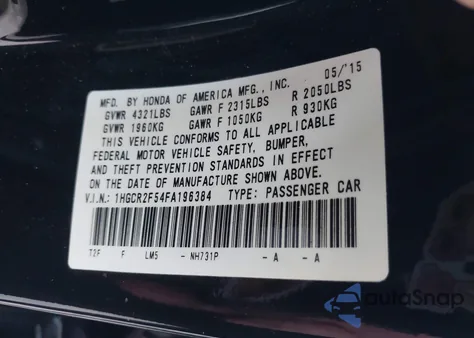 MFD. BY HONDA OF AMERICA MFG., INC. 05/'15
GVWR 4321LBS GAWR F 2315LBS R 2050LBS
GVWR 1960KG GAWR F 1050KG R 930KG
THIS VEHICLE CONFORMS TO ALL APPLICABLE
FEDERAL MOTOR VEHICLE SAFETY, BUMPER,
AND THEFT PREVENTION STANDARDS IN EFFECT
ON THE DATE OF MANUFACTURE SHOWN ABOVE.
V.I.N.: 1HGCR2F54FA196384 TYPE: PASSENGER CAR
T2F F LM5 - NH731P - A - A
autoSnap